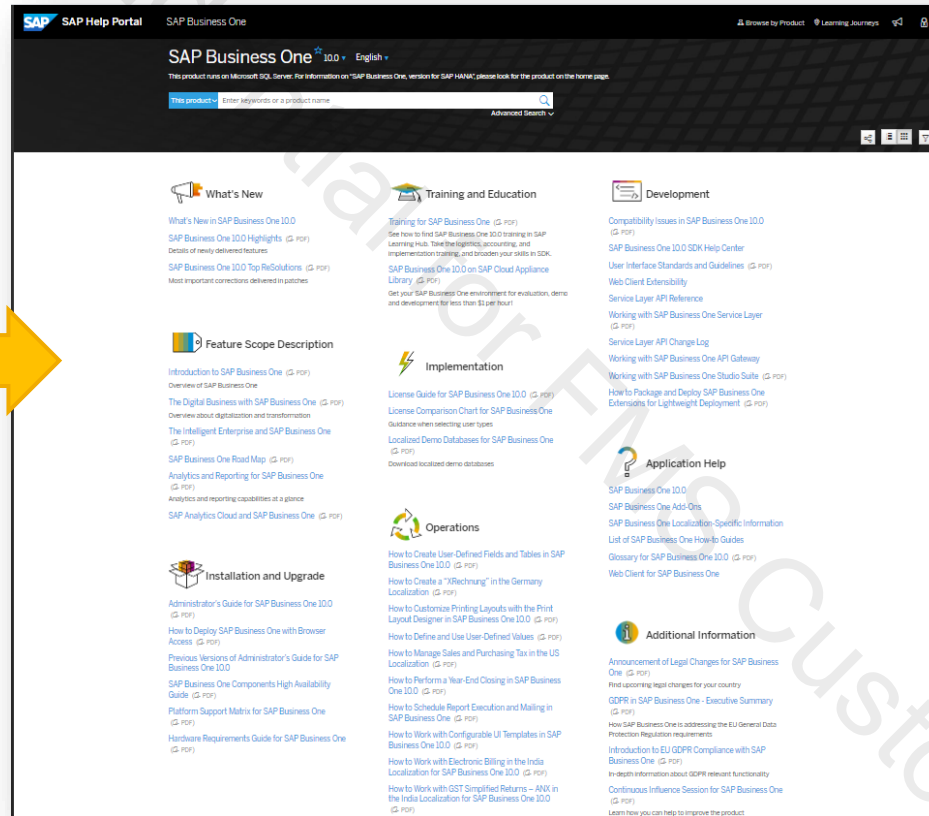 SAP SAP Help Portal SAP Business One Browse by Product Learning Journeys
SAP Business One 10.0 English
This product runs on Microsoft SQL Server. For information on "SAP Business One, version for SAP HANA", please look for the product on the home page.
This product Enter keywords or a product name
Advanced Search
What's New
What's New in SAP Business One 10.0
SAP Business One 10.0 Highlights (PDF)
Details of newly delivered features
SAP Business One 10.0 Top ReSolutions (PDF)
Most important corrections delivered in patches
Feature Scope Description
Introduction to SAP Business One (PDF)
Overview of SAP Business One
The Digital Business with SAP Business One (PDF)
Overview about digitalization and transformation
The Intelligent Enterprise and SAP Business One
(PDF)
SAP Business One Road Map (PDF)
Analytics and Reporting for SAP Business One
(PDF)
Analytics and reporting capabilities at a glance
SAP Analytics Cloud and SAP Business One (PDF)
Installation and Upgrade
Administrator's Guide for SAP Business One 10.0
(PDF)
How to Deploy SAP Business One with Browser
Access (PDF)
Previous Versions of Administrator's Guide for SAP
Business One 10.0
SAP Business One Components High Availability
Guide (PDF)
Platform Support Matrix for SAP Business One
(PDF)
Hardware Requirements Guide for SAP Business One
(PDF)
Training and Education
Training for SAP Business One (PDF)
See how to find SAP Business One 10.0 training in SAP
Learning Hub. Take the logistics, accounting, and
implementation training, and broaden your skills in SDK.
SAP Business One 10.0 on SAP Cloud Appliance
Library (PDF)
Get your SAP Business One environment for evaluation, demo
and development for less than $1 per hour!
Implementation
License Guide for SAP Business One 10.0 (PDF)
License Comparison Chart for SAP Business One
Guidance when selecting user types
Localized Demo Databases for SAP Business One
(PDF)
Download localized demo databases
Operations
How to Create User-Defined Fields and Tables in SAP
Business One 10.0 (PDF)
How to Create a "XRechnung" in the Germany
Localization (PDF)
How to Customize Printing Layouts with the Print
Layout Designer in SAP Business One 10.0 (PDF)
How to Define and Use User-Defined Values (PDF)
How to Manage Sales and Purchasing Tax in the US
Localization (PDF)
How to Perform a Year-End Closing in SAP Business
One 10.0 (PDF)
How to Schedule Report Execution and Mailing in
SAP Business One (PDF)
How to Work with Configurable UI Templates in SAP
Business One 10.0 (PDF)
How to Work with Electronic Billing in the India
Localization for SAP Business One 10.0 (PDF)
How to Work with GST Simplified Returns – ANX in
the India Localization for SAP Business One 10.0
(PDF)
Development
Compatibility Issues in SAP Business One 10.0
(PDF)
SAP Business One 10.0 SDK Help Center
User Interface Standards and Guidelines (PDF)
Web Client Extensibility
Service Layer API Reference
Working with SAP Business One Service Layer
(PDF)
Service Layer API Change Log
Working with SAP Business One API Gateway
Working with SAP Business One Studio Suite (PDF)
How to Package and Deploy SAP Business One
Extensions for Lightweight Deployment (PDF)
Application Help
SAP Business One 10.0
SAP Business One Add-Ons
SAP Business One Localization-Specific Information
List of SAP Business One How-to Guides
Glossary for SAP Business One 10.0 (PDF)
Web Client for SAP Business One
Additional Information
Announcement of Legal Changes for SAP Business
One (PDF)
Find upcoming legal changes for your country
GDPR in SAP Business One - Executive Summary
(PDF)
How SAP Business One is addressing the EU General Data
Protection Regulation requirements
Introduction to EU GDPR Compliance with SAP
Business One (PDF)
In-depth information about GDPR relevant functionality
Continuous Influence Session for SAP Business One
(PDF)
Learn how you can help to improve the product
for FMS